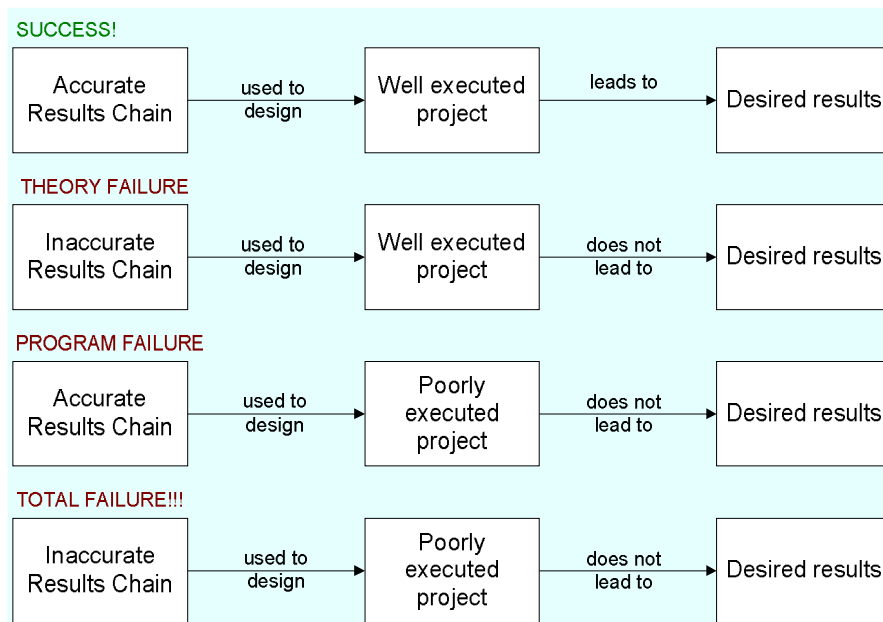 SUCCESS!
Accurate
Results Chain
used to
design
Well executed
project
leads to
Desired results
THEORY FAILURE
Inaccurate
Results Chain
used to
design
Well executed
project
does not
lead to
Desired results
PROGRAM FAILURE
Accurate
Results Chain
used to
design
Poorly
executed
project
does not
lead to
Desired results
TOTAL FAILURE!!!
Inaccurate
Results Chain
used to
design
Poorly
executed
project
does not
lead to
Desired results